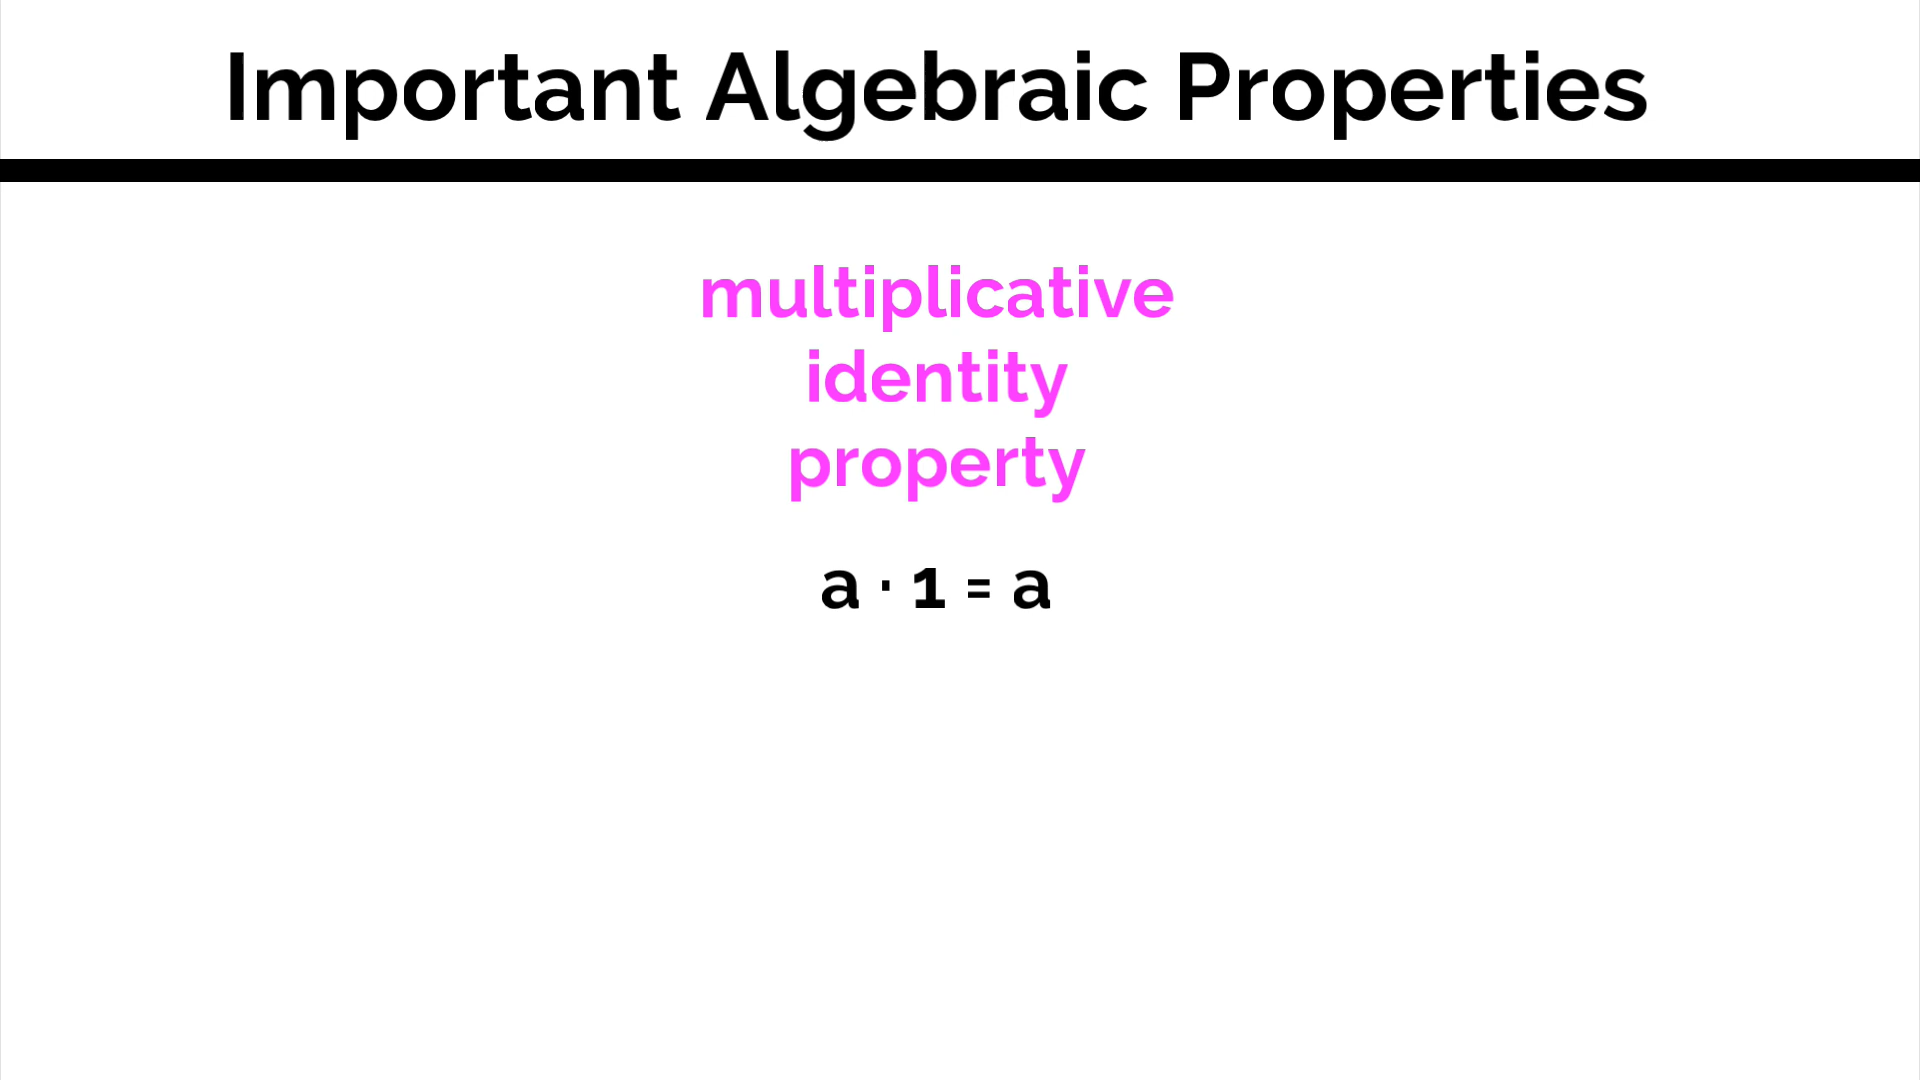 Important Algebraic Properties
multiplicative
identity
property
a · 1 = a